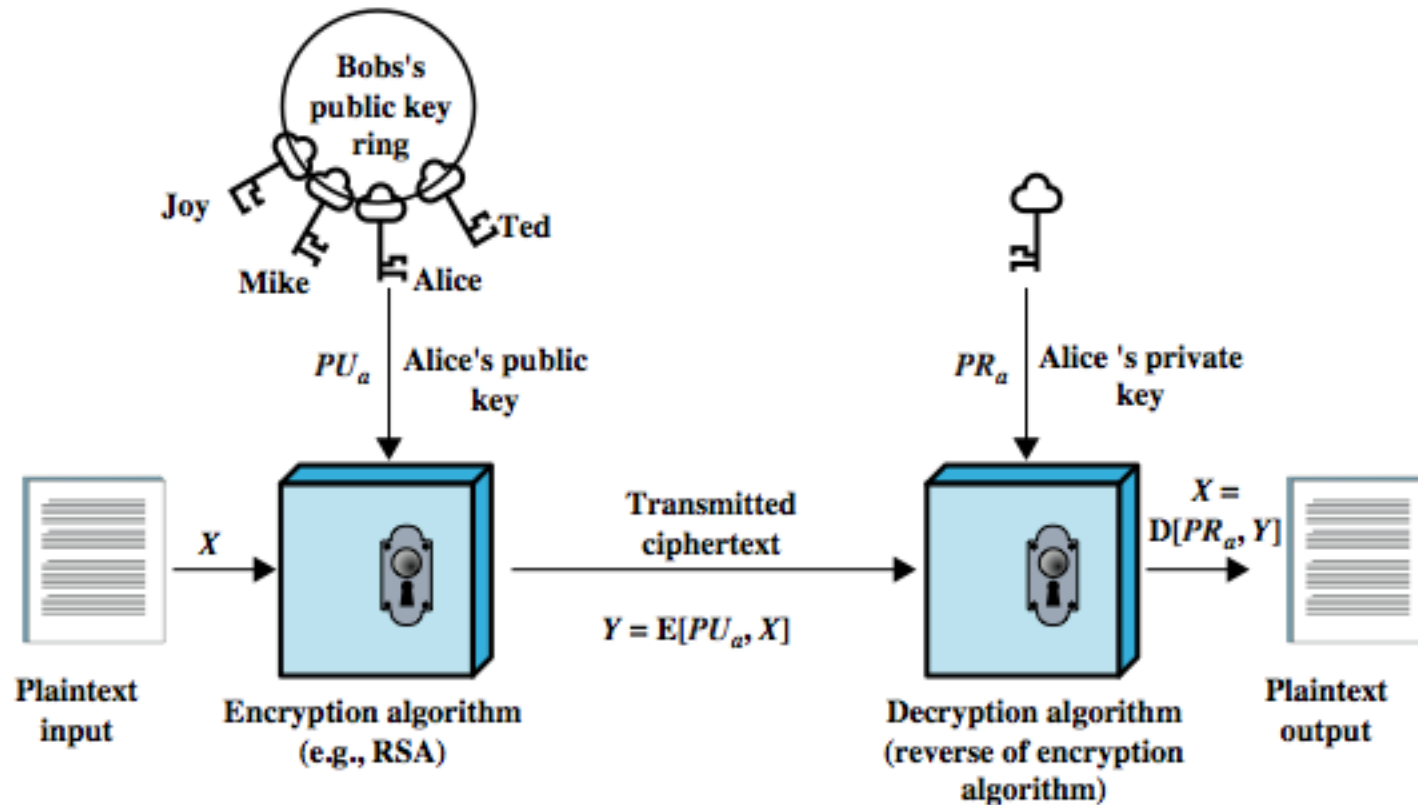 Bobs's
public key
ring
Joy
Ted
Mike
Alice
PUa
Alice's public
key
PRa
Alice 's private
key
X
Transmitted
ciphertext
X =
D[PRa, Y]
Y = E[PUa, X]
Plaintext
input
Encryption algorithm
(e.g., RSA)
Decryption algorithm
(reverse of encryption
algorithm)
Plaintext
output